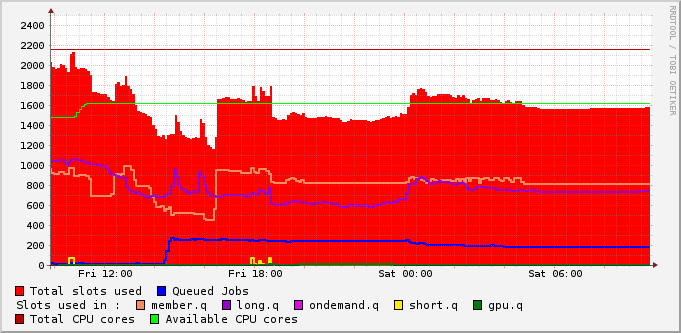 2400
2200
2000
1800
1600
1400
1200
1000
800
600
400
200
0
Fri 12:00 Fri 18:00 Sat 00:00 Sat 06:00
Total slots used Queued Jobs
Slots used in : member.q long.q ondemand.q short.q gpu.q
Total CPU cores Available CPU cores
RRDTOOL / TOBI OETIKER